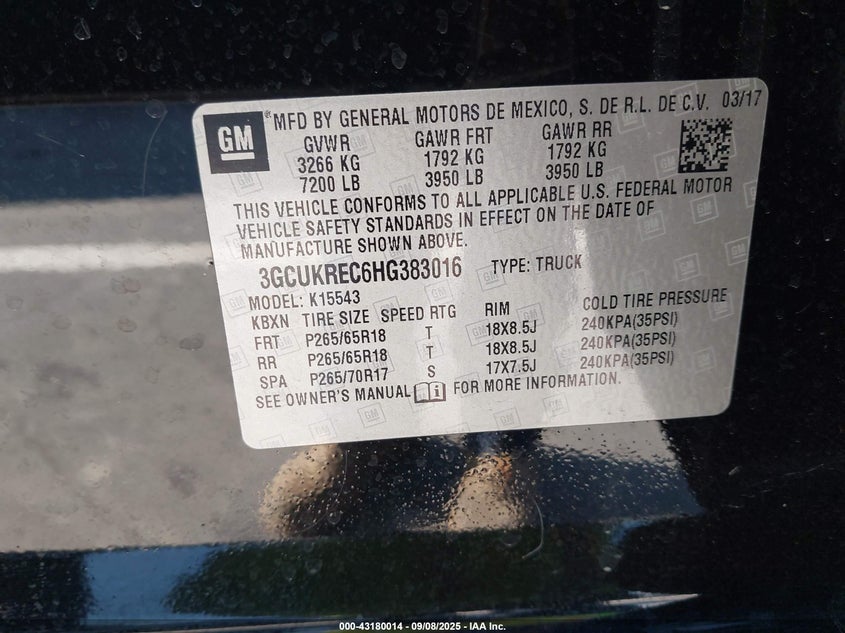 GM MFD BY GENERAL MOTORS DE MEXICO, S. DE R.L. DE C.V. 03/17
GVWR GAWR FRT GAWR RR
3266 KG 1792 KG 1792 KG
7200 LB 3950 LB 3950 LB
THIS VEHICLE CONFORMS TO ALL APPLICABLE U.S. FEDERAL MOTOR
VEHICLE SAFETY STANDARDS IN EFFECT ON THE DATE OF
MANUFACTURE SHOWN ABOVE.
3GCUKREC6HG383016 TYPE: TRUCK
MODEL: K15543
KBXN TIRE SIZE SPEED RTG RIM COLD TIRE PRESSURE
FRT P265/65R18 T 18X8.5J 240KPA(35PSI)
RR P265/65R18 T 18X8.5J 240KPA(35PSI)
SPA P265/70R17 S 17X7.5J 240KPA(35PSI)
SEE OWNER'S MANUAL FOR MORE INFORMATION.
000-43180014 - 09/08/2025 - IAA Inc.